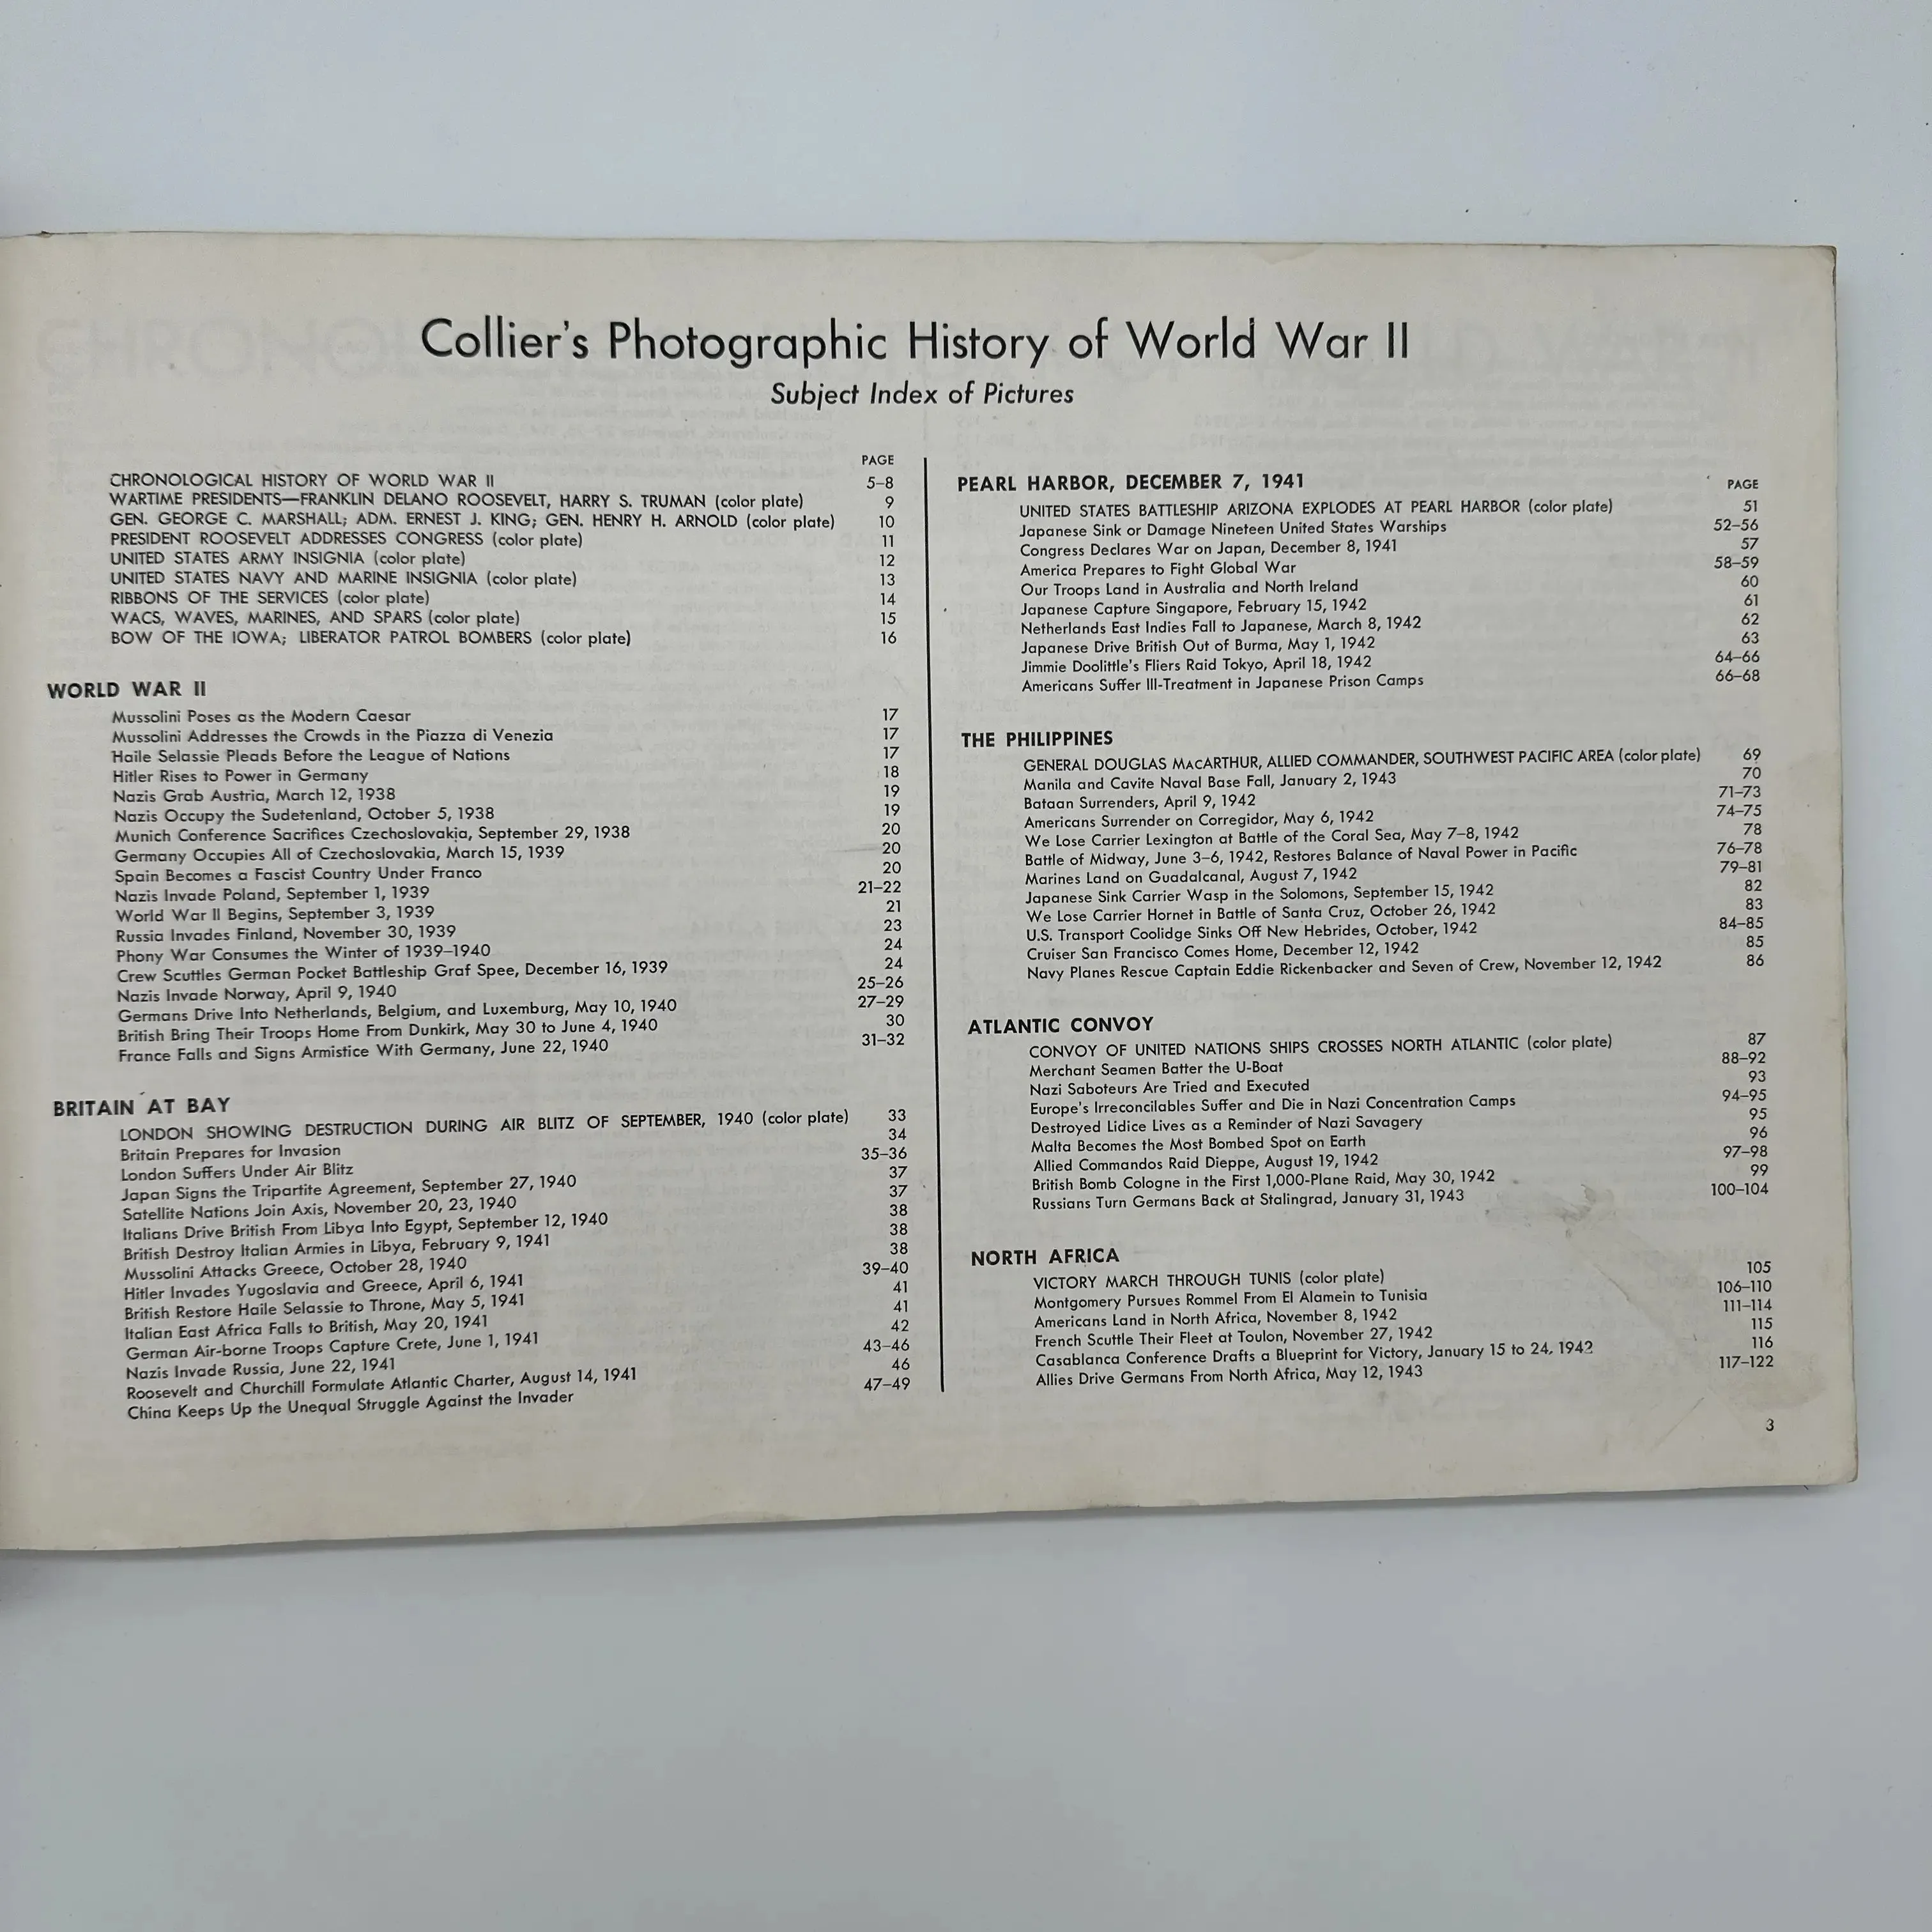 Collier's Photographic History of World War II
Subject Index of Pictures
PAGE
CHRONOLOGICAL HISTORY OF WORLD WAR II 5–8
WARTIME PRESIDENTS—FRANKLIN DELANO ROOSEVELT, HARRY S. TRUMAN (color plate) 9
GEN. GEORGE C. MARSHALL; ADM. ERNEST J. KING; GEN. HENRY H. ARNOLD (color plate) 10
PRESIDENT ROOSEVELT ADDRESSES CONGRESS (color plate) 11
UNITED STATES ARMY INSIGNIA (color plate) 12
UNITED STATES NAVY AND MARINE INSIGNIA (color plate) 13
RIBBONS OF THE SERVICES (color plate) 14
WACS, WAVES, MARINES, AND SPARS (color plate) 15
BOW OF THE IOWA; LIBERATOR PATROL BOMBERS (color plate) 16
WORLD WAR II
Mussolini Poses as the Modern Caesar 17
Mussolini Addresses the Crowds in the Piazza di Venezia 17
Haile Selassie Pleads Before the League of Nations 17
Hitler Rises to Power in Germany 18
Nazis Grab Austria, March 12, 1938 19
Nazis Occupy the Sudetenland, October 5, 1938 19
Munich Conference Sacrifices Czechoslovakia, September 29, 1938 20
Germany Occupies All of Czechoslovakia, March 15, 1939 20
Spain Becomes a Fascist Country Under Franco 20
Nazis Invade Poland, September 1, 1939 21–22
World War II Begins, September 3, 1939 21
Russia Invades Finland, November 30, 1939 23
Phony War Consumes the Winter of 1939–1940 24
Crew Scuttles German Pocket Battleship Graf Spee, December 16, 1939 24
Nazis Invade Norway, April 9, 1940 25–26
Germans Drive Into Netherlands, Belgium, and Luxemburg, May 10, 1940 27–29
British Bring Their Troops Home From Dunkirk, May 30 to June 4, 1940 30
France Falls and Signs Armistice With Germany, June 22, 1940 31–32
BRITAIN AT BAY
LONDON SHOWING DESTRUCTION DURING AIR BLITZ OF SEPTEMBER, 1940 (color plate) 33
Britain Prepares for Invasion 34
London Suffers Under Air Blitz 35–36
Japan Signs the Tripartite Agreement, September 27, 1940 37
Satellite Nations Join Axis, November 20, 23, 1940 37
Italians Drive British From Libya Into Egypt, September 12, 1940 38
British Destroy Italian Armies in Libya, February 9, 1941 38
Mussolini Attacks Greece, October 28, 1940 38
Hitler Invades Yugoslavia and Greece, April 6, 1941 39–40
British Restore Haile Selassie to Throne, May 5, 1941 41
Italian East Africa Falls to British, May 20, 1941 41
German Air-borne Troops Capture Crete, June 1, 1941 42
Nazis Invade Russia, June 22, 1941 43–46
Roosevelt and Churchill Formulate Atlantic Charter, August 14, 1941 46
China Keeps Up the Unequal Struggle Against the Invader 47–49
PEARL HARBOR, DECEMBER 7, 1941
PAGE
UNITED STATES BATTLESHIP ARIZONA EXPLODES AT PEARL HARBOR (color plate) 51
Japanese Sink or Damage Nineteen United States Warships 52–56
Congress Declares War on Japan, December 8, 1941 57
America Prepares to Fight Global War 58–59
Our Troops Land in Australia and North Ireland 60
Japanese Capture Singapore, February 15, 1942 61
Netherlands East Indies Fall to Japanese, March 8, 1942 62
Japanese Drive British Out of Burma, May 1, 1942 63
Jimmie Doolittle's Fliers Raid Tokyo, April 18, 1942 64–66
Americans Suffer Ill-Treatment in Japanese Prison Camps 66–68
THE PHILIPPINES
GENERAL DOUGLAS MacARTHUR, ALLIED COMMANDER, SOUTHWEST PACIFIC AREA (color plate) 69
Manila and Cavite Naval Base Fall, January 2, 1943 70
Bataan Surrenders, April 9, 1942 71–73
Americans Surrender on Corregidor, May 6, 1942 74–75
We Lose Carrier Lexington at Battle of the Coral Sea, May 7–8, 1942 78
Battle of Midway, June 3–6, 1942, Restores Balance of Naval Power in Pacific 76–78
Marines Land on Guadalcanal, August 7, 1942 79–81
Japanese Sink Carrier Wasp in the Solomons, September 15, 1942 82
We Lose Carrier Hornet in Battle of Santa Cruz, October 26, 1942 83
U.S. Transport Coolidge Sinks Off New Hebrides, October, 1942 84–85
Cruiser San Francisco Comes Home, December 12, 1942 85
Navy Planes Rescue Captain Eddie Rickenbacker and Seven of Crew, November 12, 1942 86
ATLANTIC CONVOY
CONVOY OF UNITED NATIONS SHIPS CROSSES NORTH ATLANTIC (color plate) 87
Merchant Seamen Batter the U-Boat 88–92
Nazi Saboteurs Are Tried and Executed 93
Europe's Irreconcilables Suffer and Die in Nazi Concentration Camps 94–95
Destroyed Lidice Lives as a Reminder of Nazi Savagery 95
Malta Becomes the Most Bombed Spot on Earth 96
Allied Commandos Raid Dieppe, August 19, 1942 97–98
British Bomb Cologne in the First 1,000-Plane Raid, May 30, 1942 99
Russians Turn Germans Back at Stalingrad, January 31, 1943 100–104
NORTH AFRICA
VICTORY MARCH THROUGH TUNIS (color plate) 105
Montgomery Pursues Rommel From El Alamein to Tunisia 106–110
Americans Land in North Africa, November 8, 1942 111–114
French Scuttle Their Fleet at Toulon, November 27, 1942 115
Casablanca Conference Drafts a Blueprint for Victory, January 15 to 24, 1942 116
Allies Drive Germans From North Africa, May 12, 1943 117–122
3